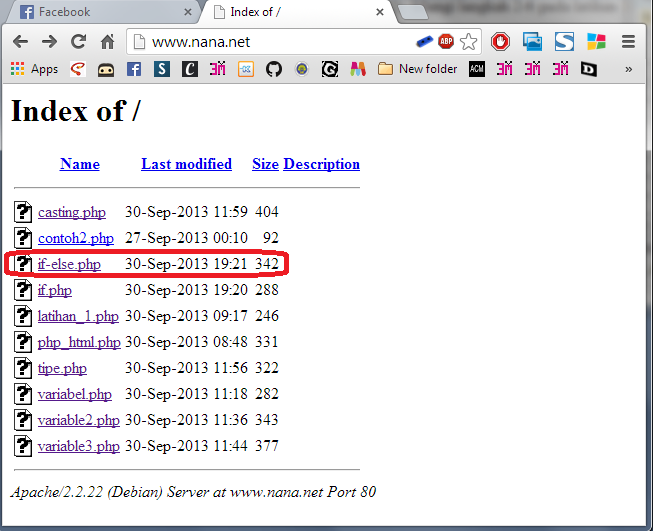 Facebook
Index of /
www.nana.net
ABP
Apps
New folder
ACM
»
Index of /
Name Last modified Size Description
casting.php 30-Sep-2013 11:59 404
contoh2.php 27-Sep-2013 00:10 92
if-else.php 30-Sep-2013 19:21 342
if.php 30-Sep-2013 19:20 288
latihan_1.php 30-Sep-2013 09:17 246
php_html.php 30-Sep-2013 08:48 331
tipe.php 30-Sep-2013 11:56 322
variabel.php 30-Sep-2013 11:18 282
variable2.php 30-Sep-2013 11:36 343
variable3.php 30-Sep-2013 11:44 377
Apache/2.2.22 (Debian) Server at www.nana.net Port 80